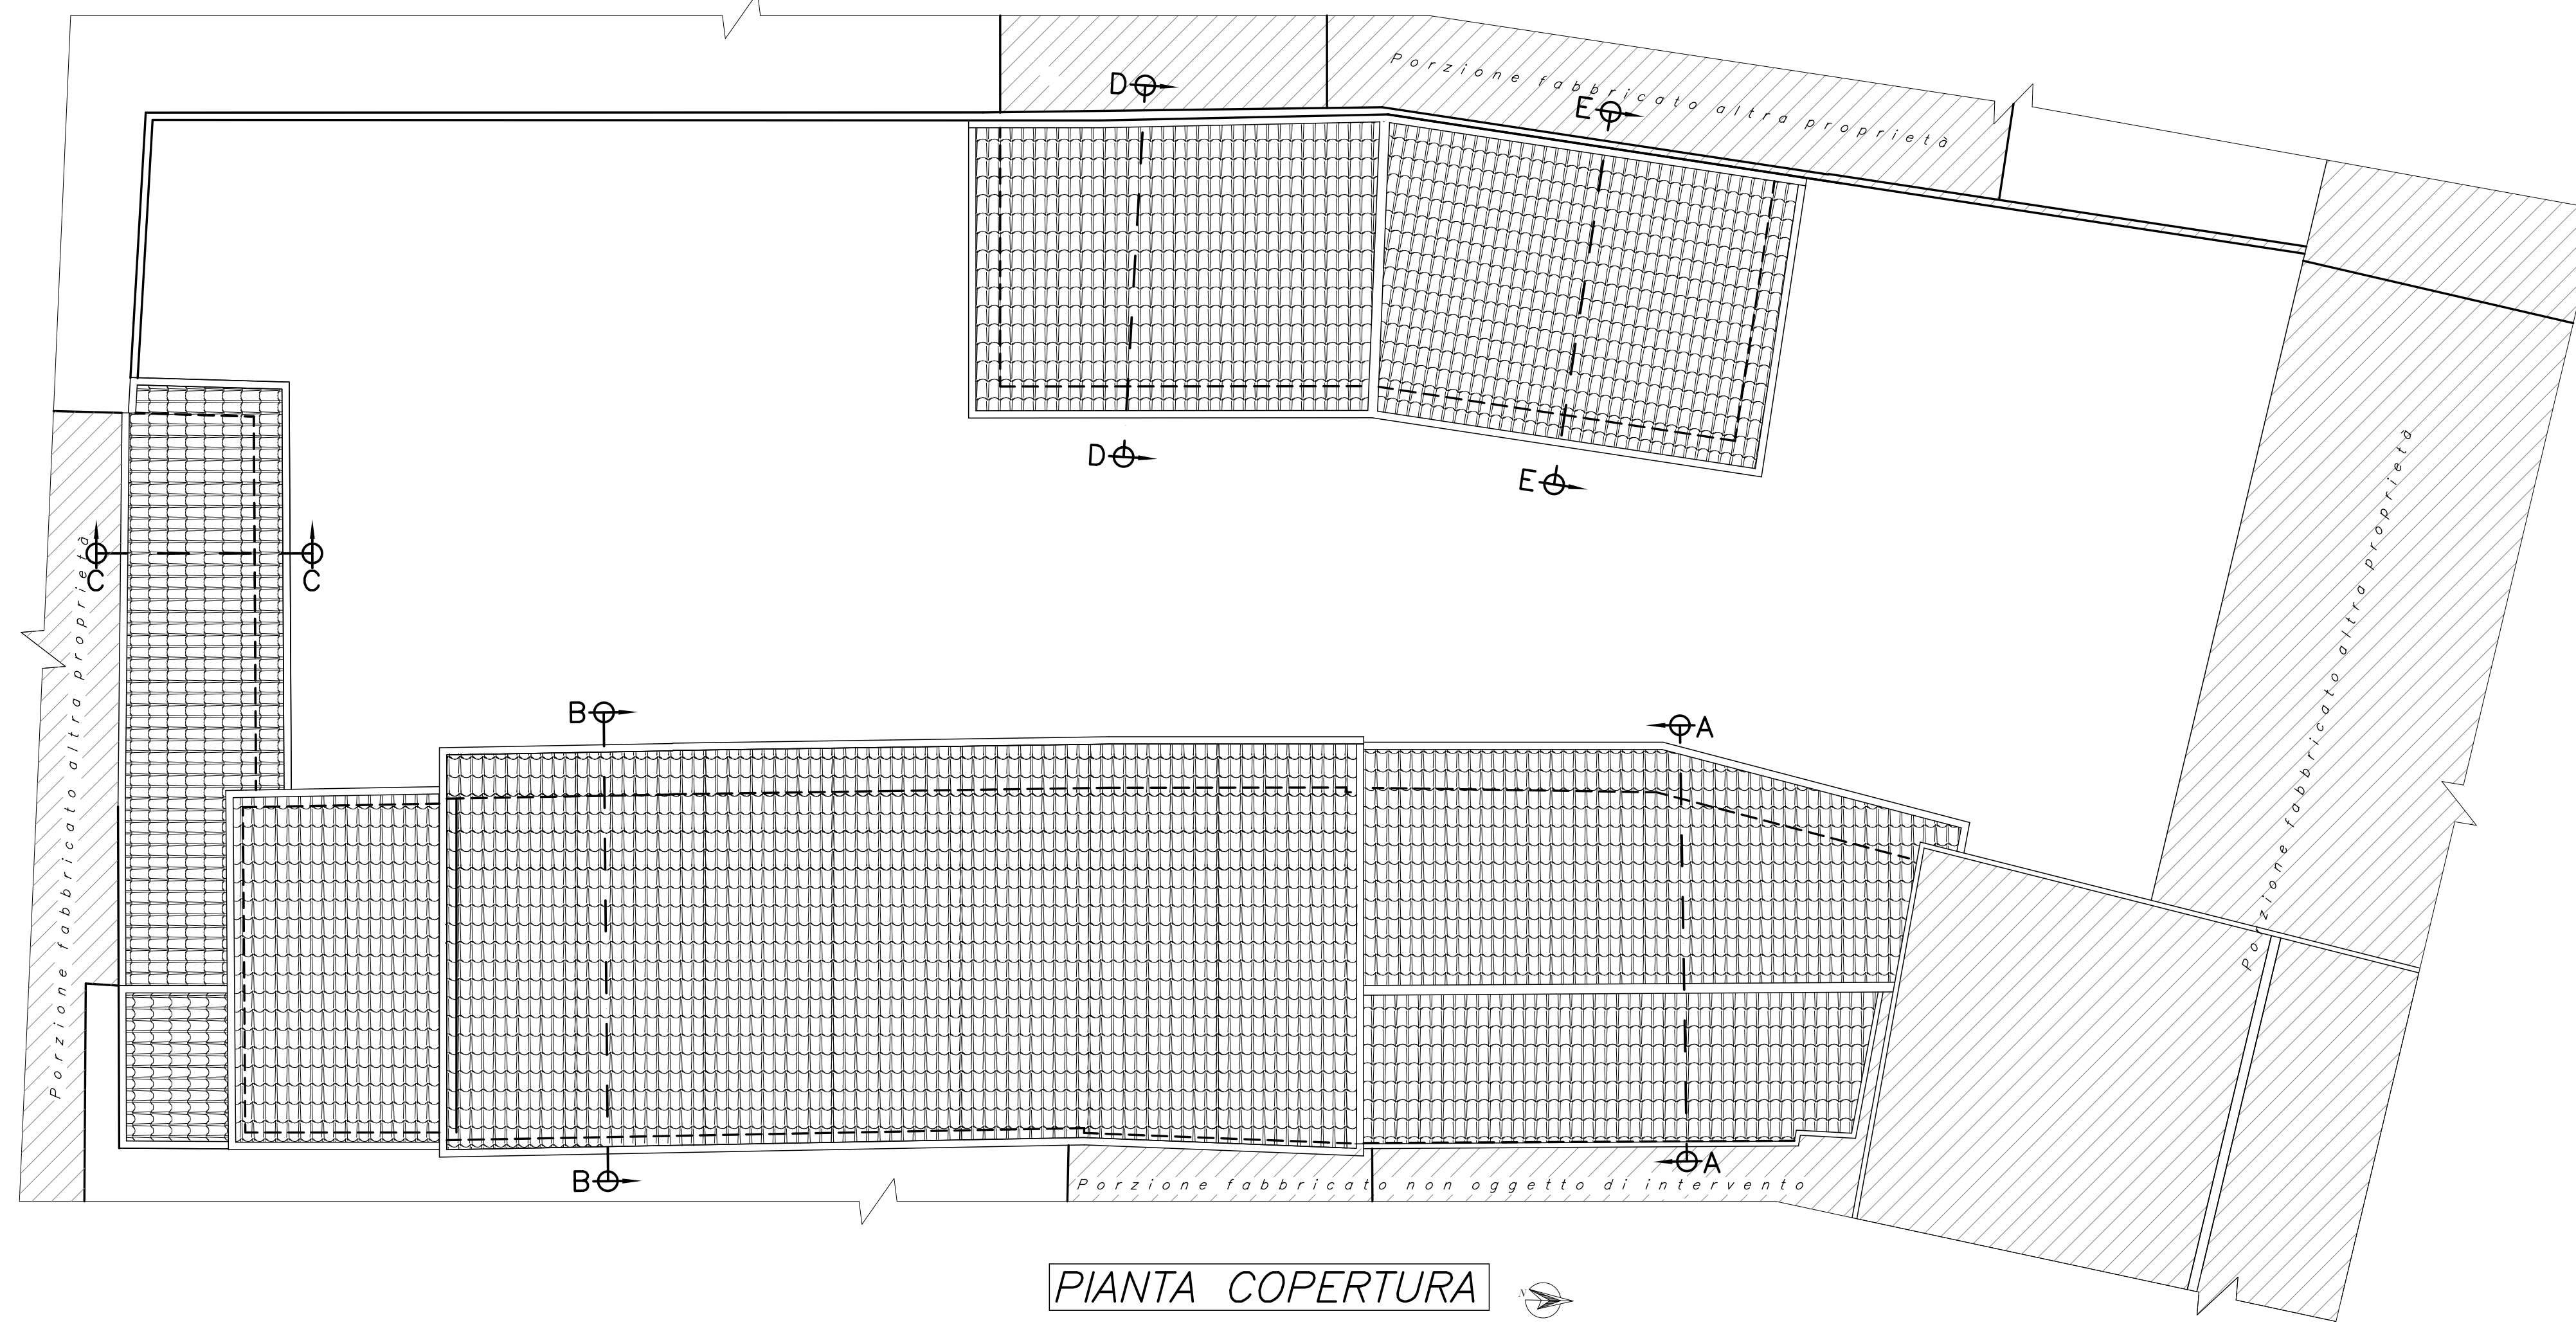 D
Porzione fabbricato altra proprietà
E
D
E
Porzione fabbricato altra proprietà
C
C
Porzione fabbricato altra proprietà
B
A
B
A
Porzione fabbricato non oggetto di intervento
PIANTA COPERTURA
N